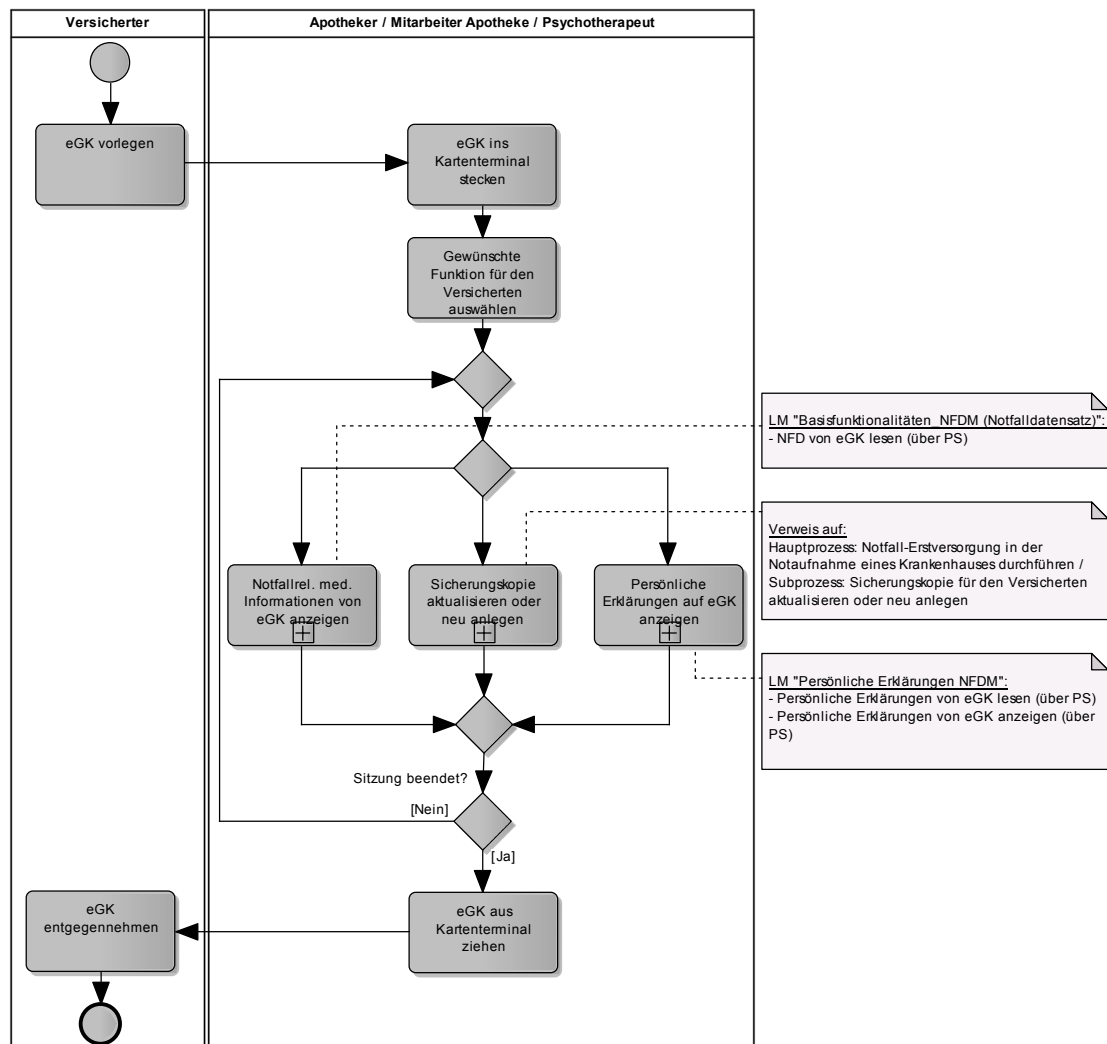 Versicherter
Apotheker / Mitarbeiter Apotheke / Psychotherapeut
eGK vorlegen
eGK ins
Kartenterminal
stecken
Gewünschte
Funktion für den
Versicherten
auswählen
LM "Basisfunktionalitäten_NFDM (Notfalldatensatz)":
- NFD von eGK lesen (über PS)
Verweis auf:
Hauptprozess: Notfall-Erstversorgung in der
Notaufnahme eines Krankenhauses durchführen /
Subprozess: Sicherungskopie für den Versicherten
aktualisieren oder neu anlegen
Notfallrel. med.
Informationen von
eGK anzeigen
Sicherungskopie
aktualisieren oder
neu anlegen
Persönliche
Erklärungen auf eGK
anzeigen
LM "Persönliche Erklärungen NFDM":
- Persönliche Erklärungen von eGK lesen (über PS)
- Persönliche Erklärungen von eGK anzeigen (über
PS)
Sitzung beendet?
[Nein]
[Ja]
eGK
entgegennehmen
eGK aus
Kartenterminal
ziehen